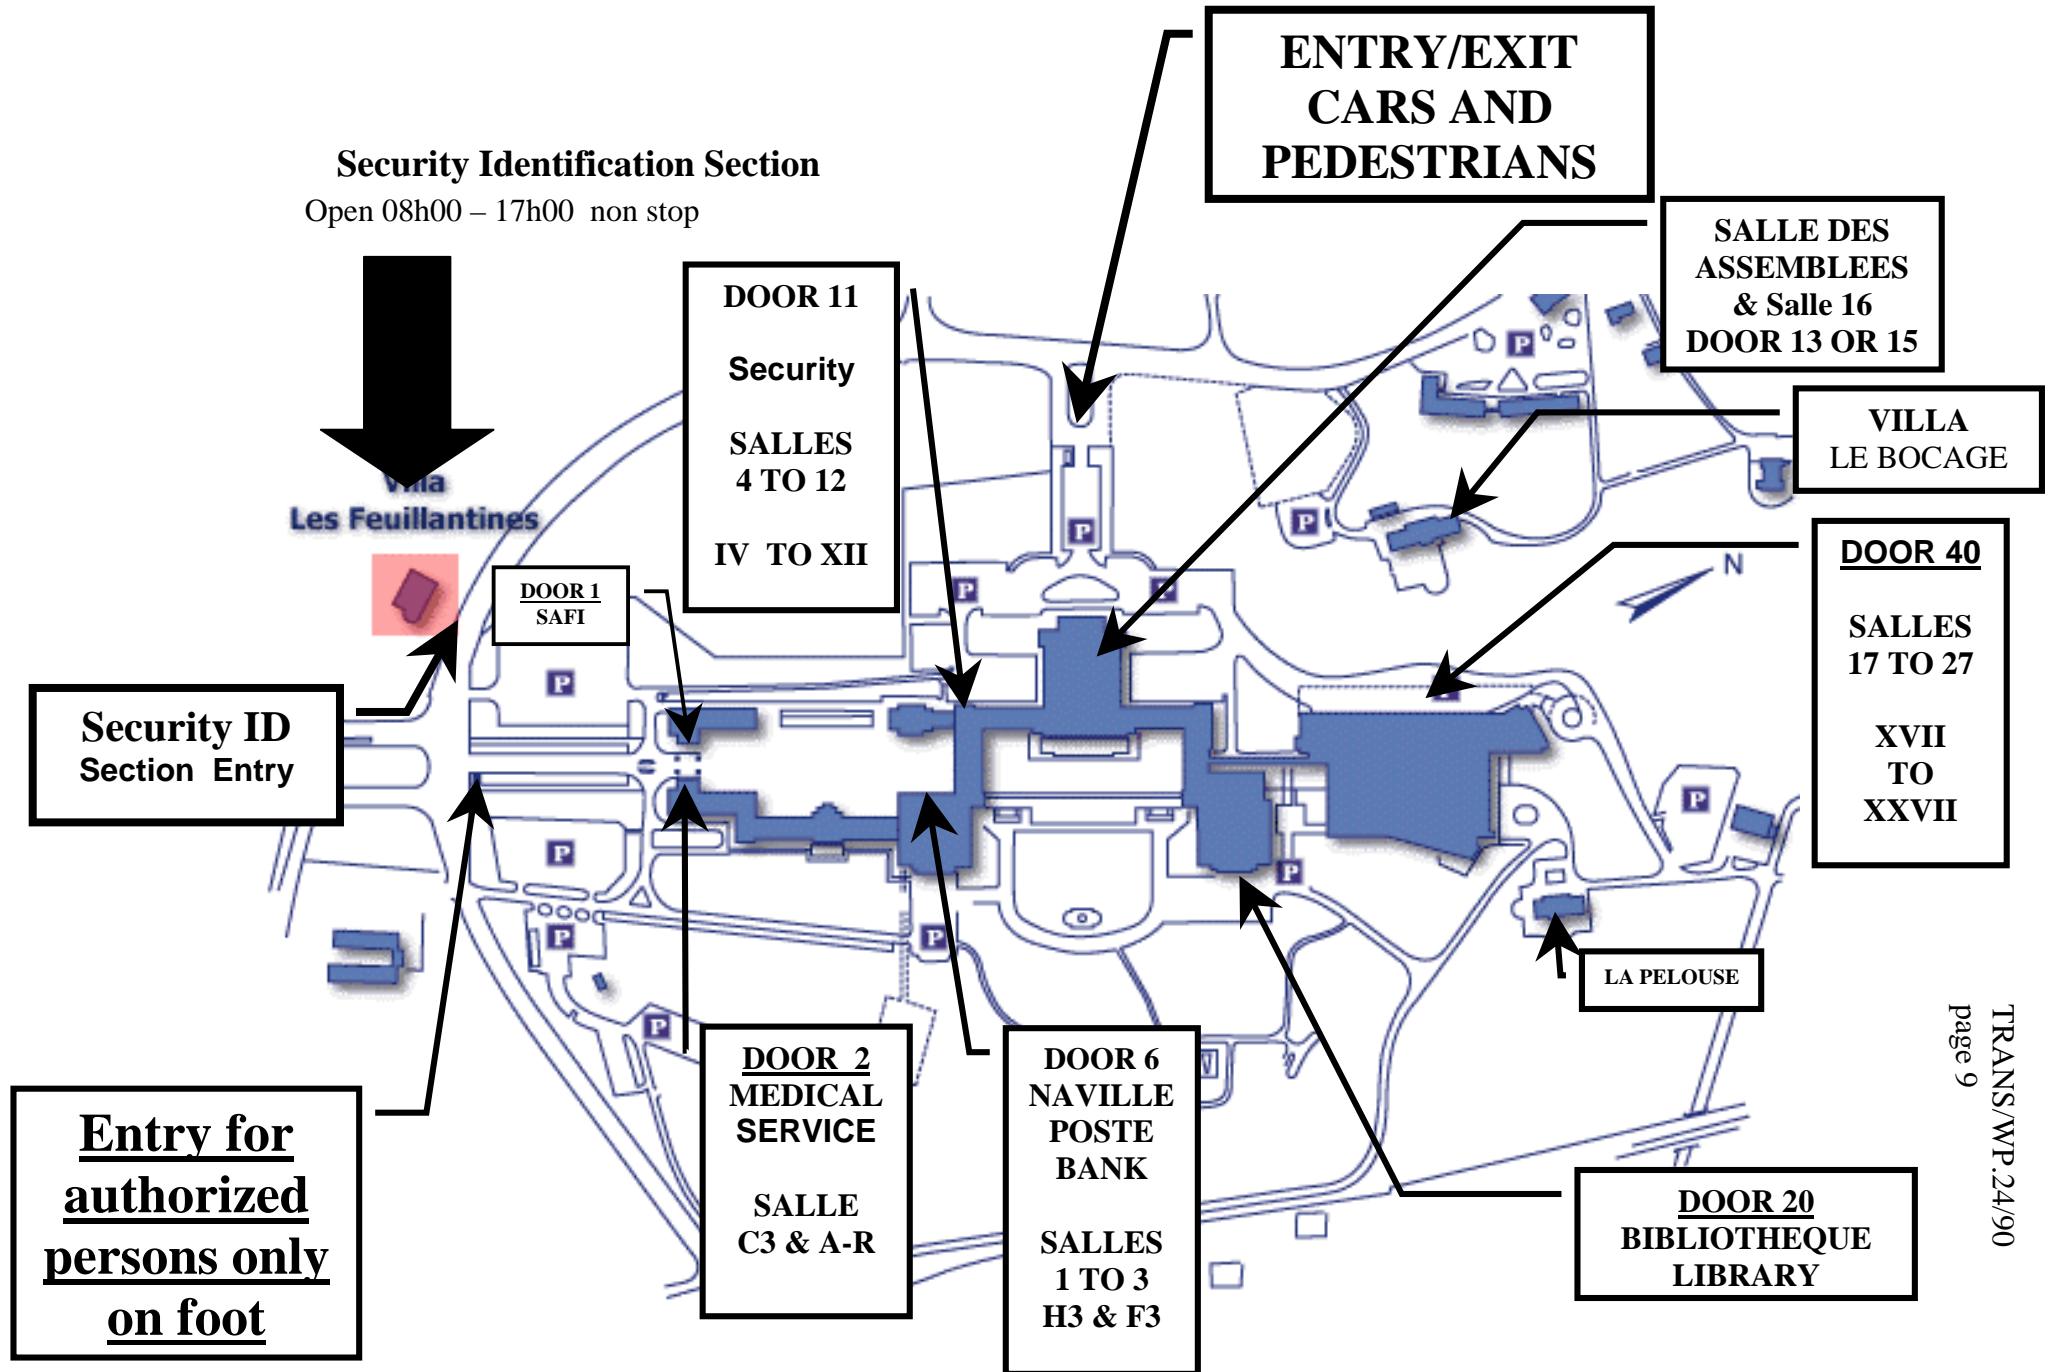 ENTRY/EXIT
CARS AND
PEDESTRIANS
Security Identification Section
Open 08h00 – 17h00 non stop
SALLE DES
ASSEMBLEES
& Salle 16
DOOR 13 OR 15
DOOR 11
Security
SALLES
4 TO 12
IV TO XII
VILLA
LE BOCAGE
Villa
Les Feuillantines
DOOR 1
SAFI
DOOR 40
SALLES
17 TO 27
XVII
TO
XXVII
N
P
P
P
P
P
P
P
P
P
P
P
P
P
Security ID
Section Entry
LA PELOUSE
Entry for
authorized
persons only
on foot
DOOR 2
MEDICAL
SERVICE
SALLE
C3 & A-R
DOOR 6
NAVILLE
POSTE
BANK
SALLES
1 TO 3
H3 & F3
DOOR 20
BIBLIOTHEQUE
LIBRARY
TRANS/WP.24/90
page 9